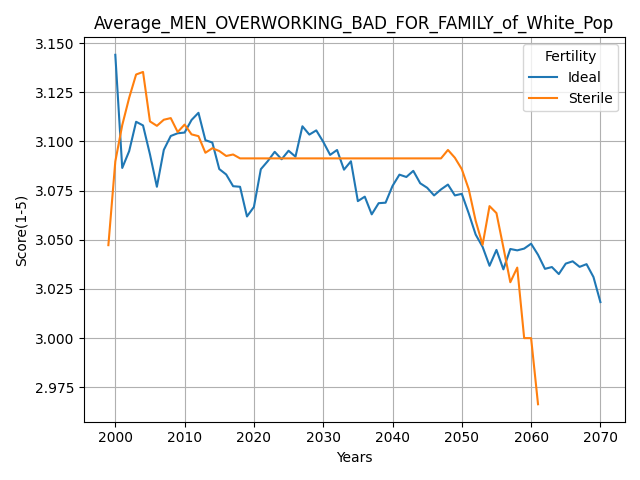 Average_MEN_OVERWORKING_BAD_FOR_FAMILY_of_White_Pop
3.150
3.125
3.100
3.075
3.050
3.025
3.000
2.975
Score(1-5)
Fertility
Ideal
Sterile
2000 2010 2020 2030 2040 2050 2060 2070
Years